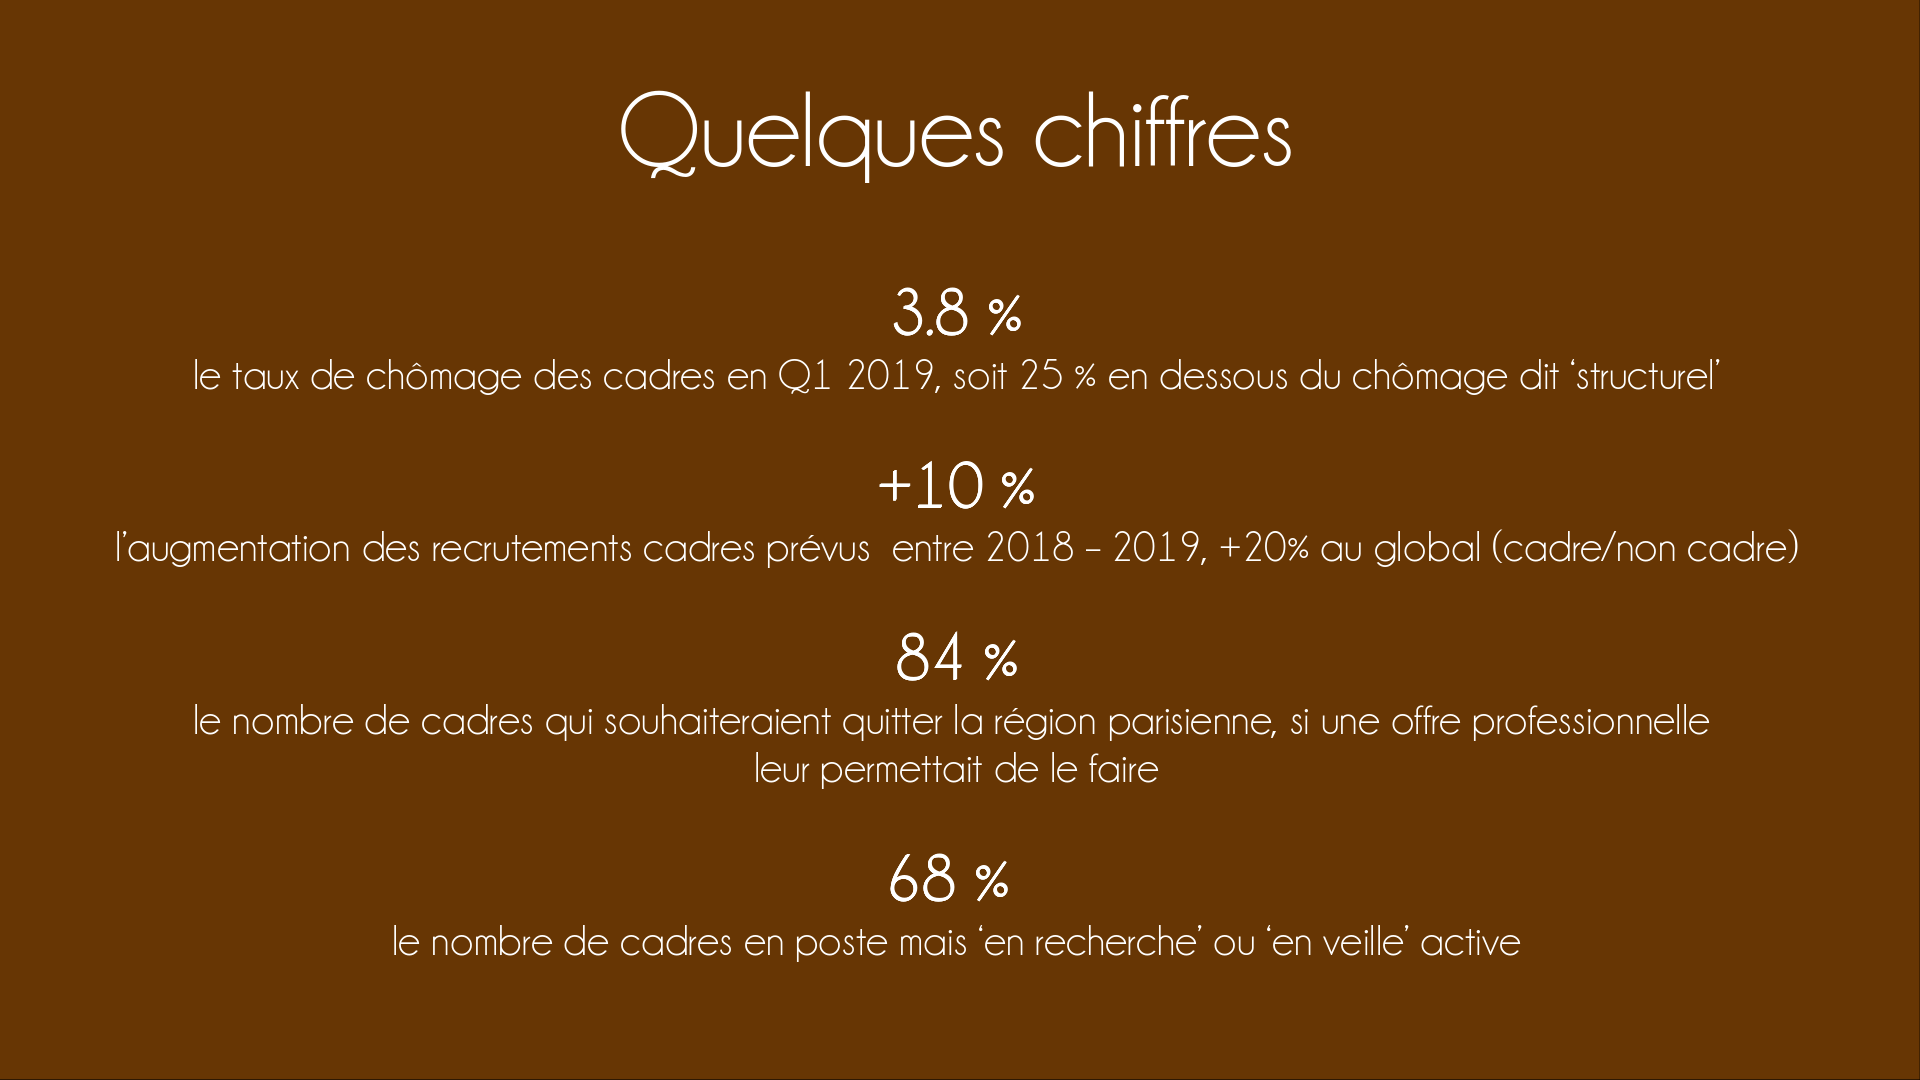 Quelques chiffres
3.8 %
le taux de chômage des cadres en Q1 2019, soit 25 % en dessous du chômage dit ‘structurel’
+10 %
l’augmentation des recrutements cadres prévus  entre 2018 – 2019, +20% au global (cadre/non cadre)
84 %
le nombre de cadres qui souhaiteraient quitter la région parisienne, si une offre professionnelle
leur permettait de le faire
68 %
le nombre de cadres en poste mais ‘en recherche’ ou ‘en veille’ active